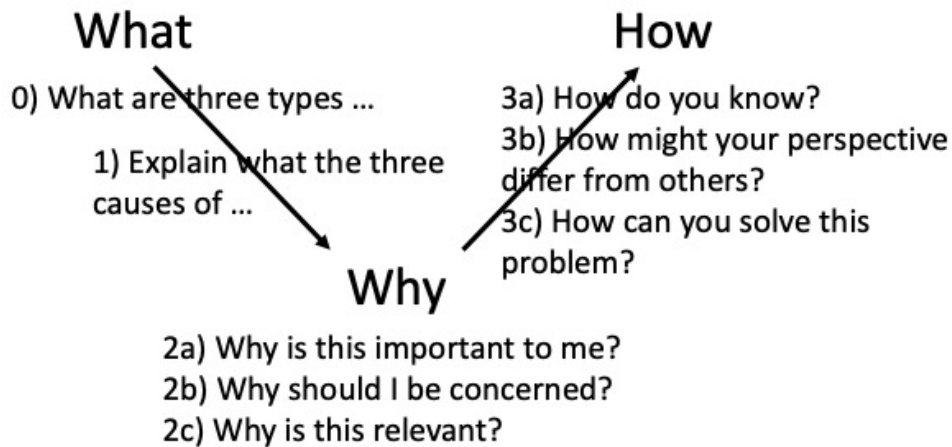 What
0) What are three types ...
1) Explain what the three
causes of ...
Why
2a) Why is this important to me?
2b) Why should I be concerned?
2c) Why is this relevant?
How
3a) How do you know?
3b) How might your perspective
differ from others?
3c) How can you solve this
problem?